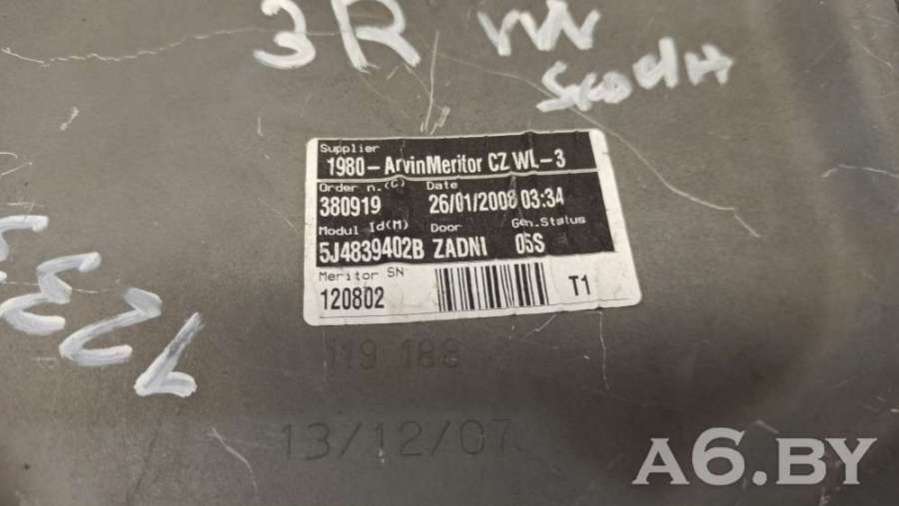 3R VW
SCODA
Supplier
1980-ArvinMeritor CZ WL-3
Order n.(C) Date
380919 26/01/2008 03:34
Modul Id(M) Door Gen.Status
5J4839402B ZADNI 05S
Meritor SN
120802 T1
119 188
13/12/07
A6.BY